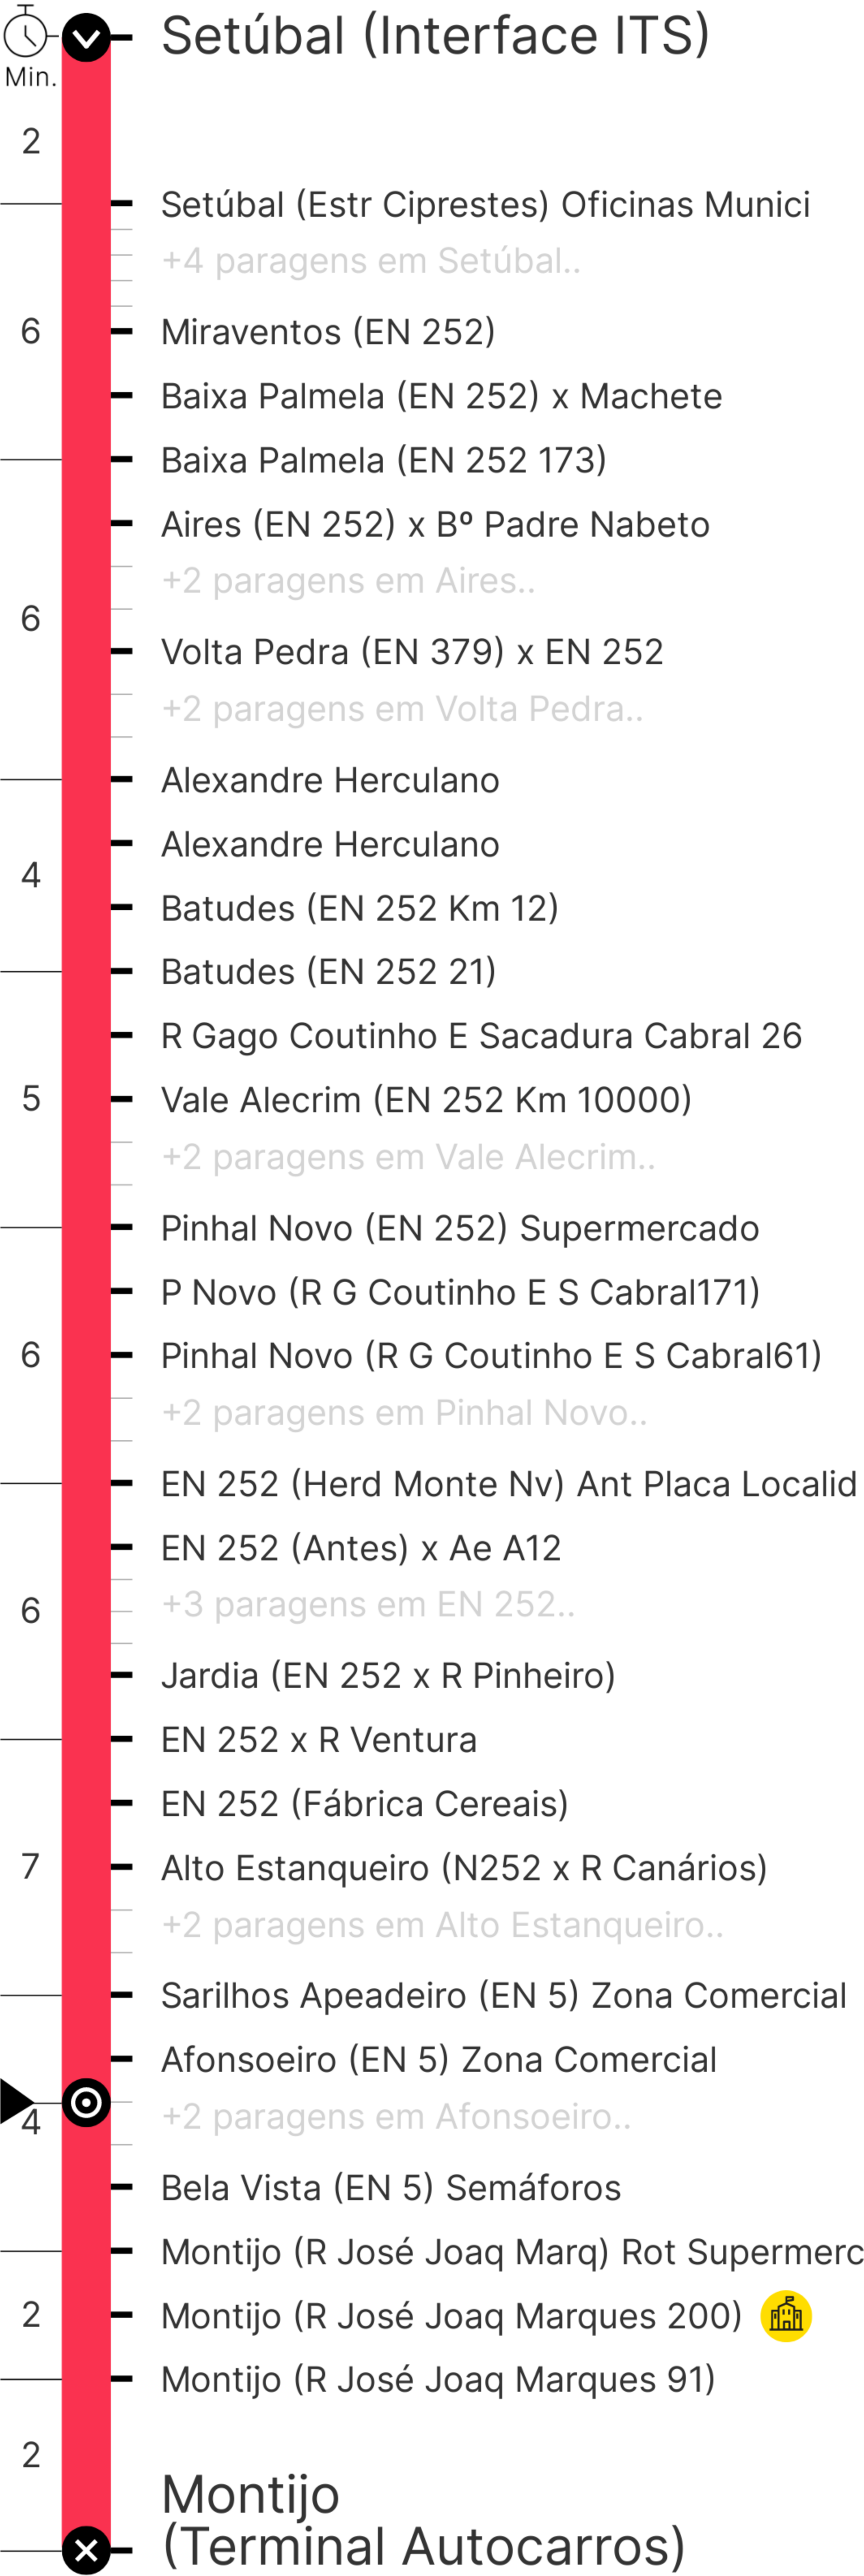 Setúbal (Interface ITS)
Min.
2
Setúbal (Estr Ciprestes) Oficinas Munici
+4 paragens em Setúbal..
6
Miraventos (EN 252)
Baixa Palmela (EN 252) x Machete
Baixa Palmela (EN 252 173)
Aires (EN 252) x Bº Padre Nabeto
+2 paragens em Aires..
6
Volta Pedra (EN 379) x EN 252
+2 paragens em Volta Pedra..
Alexandre Herculano
Alexandre Herculano
4
Batudes (EN 252 Km 12)
Batudes (EN 252 21)
R Gago Coutinho E Sacadura Cabral 26
5
Vale Alecrim (EN 252 Km 10000)
+2 paragens em Vale Alecrim..
Pinhal Novo (EN 252) Supermercado
P Novo (R G Coutinho E S Cabral171)
6
Pinhal Novo (R G Coutinho E S Cabral61)
+2 paragens em Pinhal Novo..
EN 252 (Herd Monte Nv) Ant Placa Localid
EN 252 (Antes) x Ae A12
6
+3 paragens em EN 252..
Jardia (EN 252 x R Pinheiro)
EN 252 x R Ventura
EN 252 (Fábrica Cereais)
7
Alto Estanqueiro (N252 x R Canários)
+2 paragens em Alto Estanqueiro..
Sarilhos Apeadeiro (EN 5) Zona Comercial
Afonsoeiro (EN 5) Zona Comercial
4
+2 paragens em Afonsoeiro..
Bela Vista (EN 5) Semáforos
Montijo (R José Joaq Marq) Rot Supermerc
2
Montijo (R José Joaq Marques 200)
Montijo (R José Joaq Marques 91)
2
Montijo
(Terminal Autocarros)